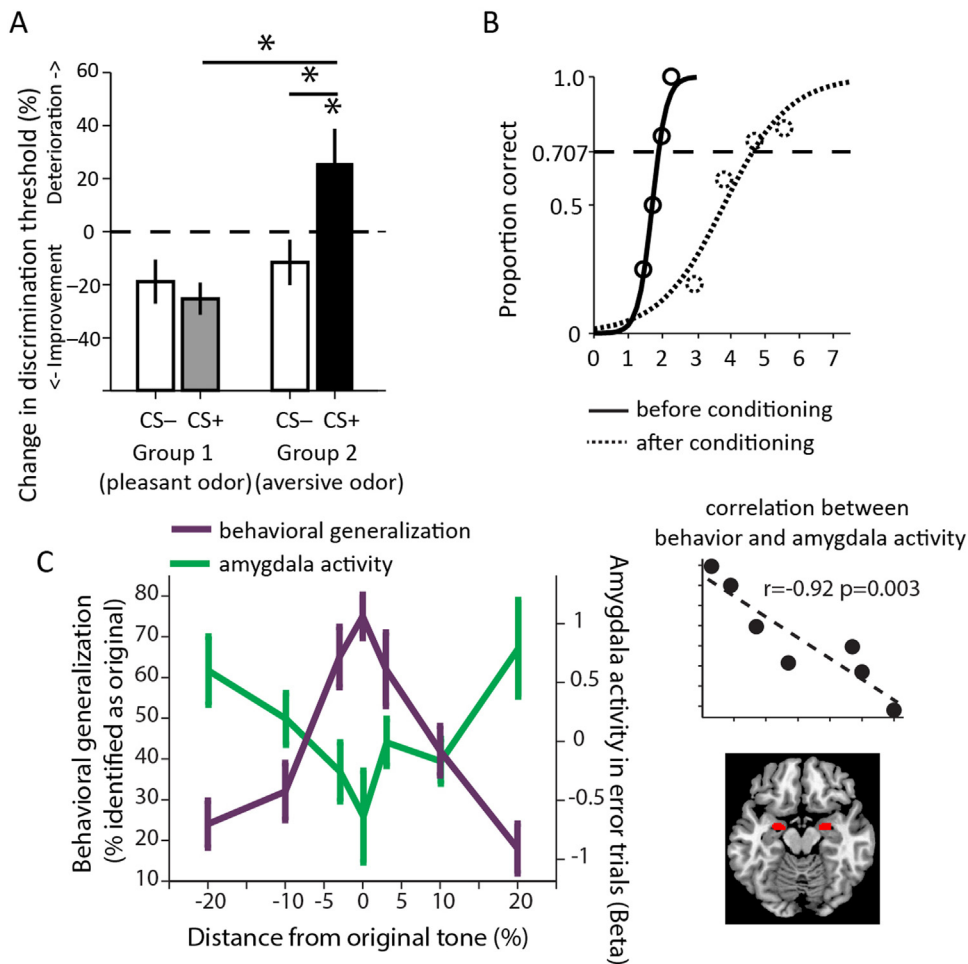 A
Change in discrimination threshold (%)
<- Improvement
Deterioration ->
60
40
20
0
−20
−40
*
*
*
CS−
CS+
CS−
CS+
Group 1
Group 2
(pleasant odor)
(aversive odor)
B
Proportion correct
1.0
0.707
0.5
0
0 1 2 3 4 5 6 7
before conditioning
after conditioning
C
behavioral generalization
amygdala activity
Behavioral generalization
(% identified as original)
80
70
60
50
40
30
20
10
-20 -10 -5 0 5 10 20
Distance from original tone (%)
1
0.5
0
-0.5
-1
Amygdala activity in error trials (Beta)
correlation between
behavior and amygdala activity
r=-0.92 p=0.003